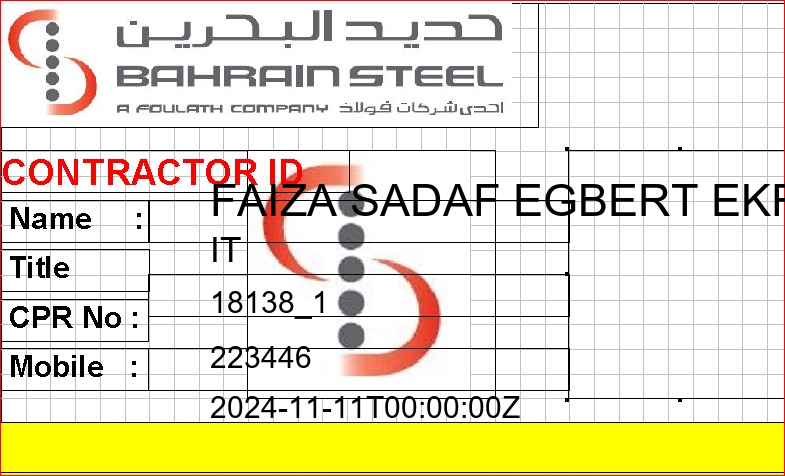 حديد البحرين
BAHRAIN STEEL
A FOULATH COMPANY احدى شركات فولاذ
CONTRACTOR ID
Name : FAIZA SADAF EGBERT
Title IT
CPR No : 18138_1
Mobile : 223446
2024-11-11T00:00:00Z